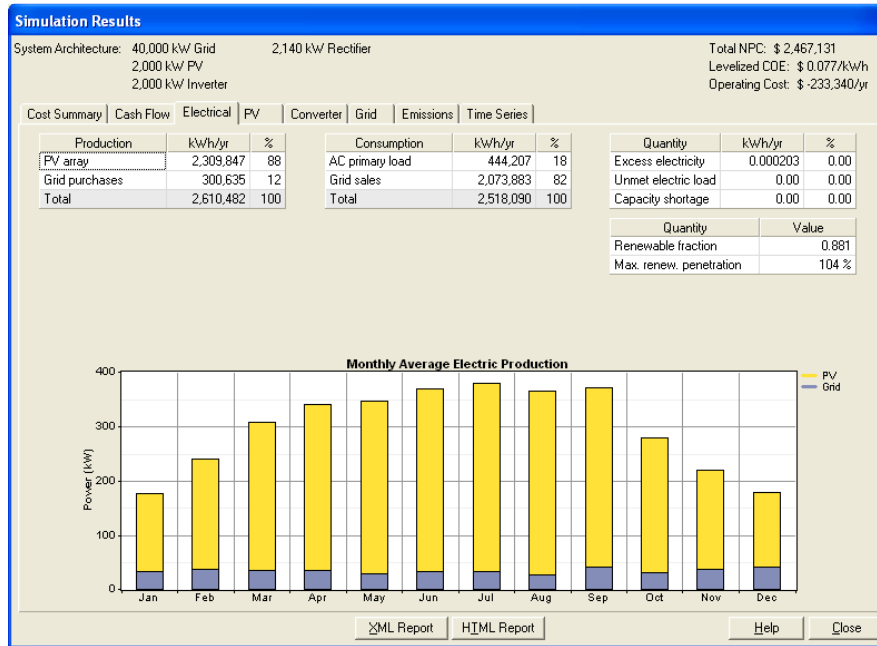 Simulation Results
System Architecture: 40,000 kW Grid 2,140 kW Rectifier Total NPC: $ 2,467,131
2,000 kW PV Levelized COE: $ 0.077/kWh
2,000 kW Inverter Operating Cost: $ -233,340/yr
Cost Summary Cash Flow Electrical PV Converter Grid Emissions Time Series
Production kWh/yr % Consumption kWh/yr % Quantity kWh/yr %
PV array 2,309,847 88 AC primary load 444,207 18 Excess electricity 0.000203 0.00
Grid purchases 300,635 12 Grid sales 2,073,883 82 Unmet electric load 0.00 0.00
Total 2,610,482 100 Total 2,518,090 100 Capacity shortage 0.00 0.00
Quantity Value
Renewable fraction 0.881
Max. renew. penetration 104 %
Monthly Average Electric Production
400
300
200
100
0
Power (kW)
PV
Grid
Jan Feb Mar Apr May Jun Jul Aug Sep Oct Nov Dec
XML Report HTML Report Help Close